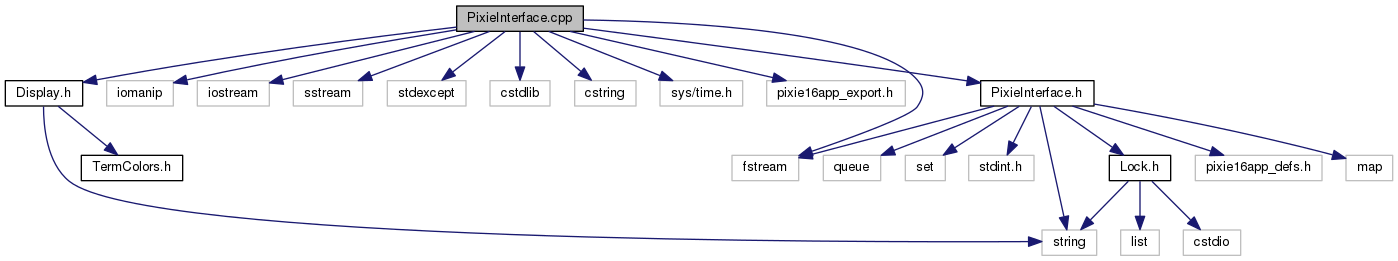 PixieInterface.cpp
Display.h
iomanip
iostream
sstream
stdexcept
cstdlib
cstring
sys/time.h
pixie16app_export.h
PixieInterface.h
TermColors.h
fstream
queue
set
stdint.h
Lock.h
pixie16app_defs.h
map
string
list
cstdio